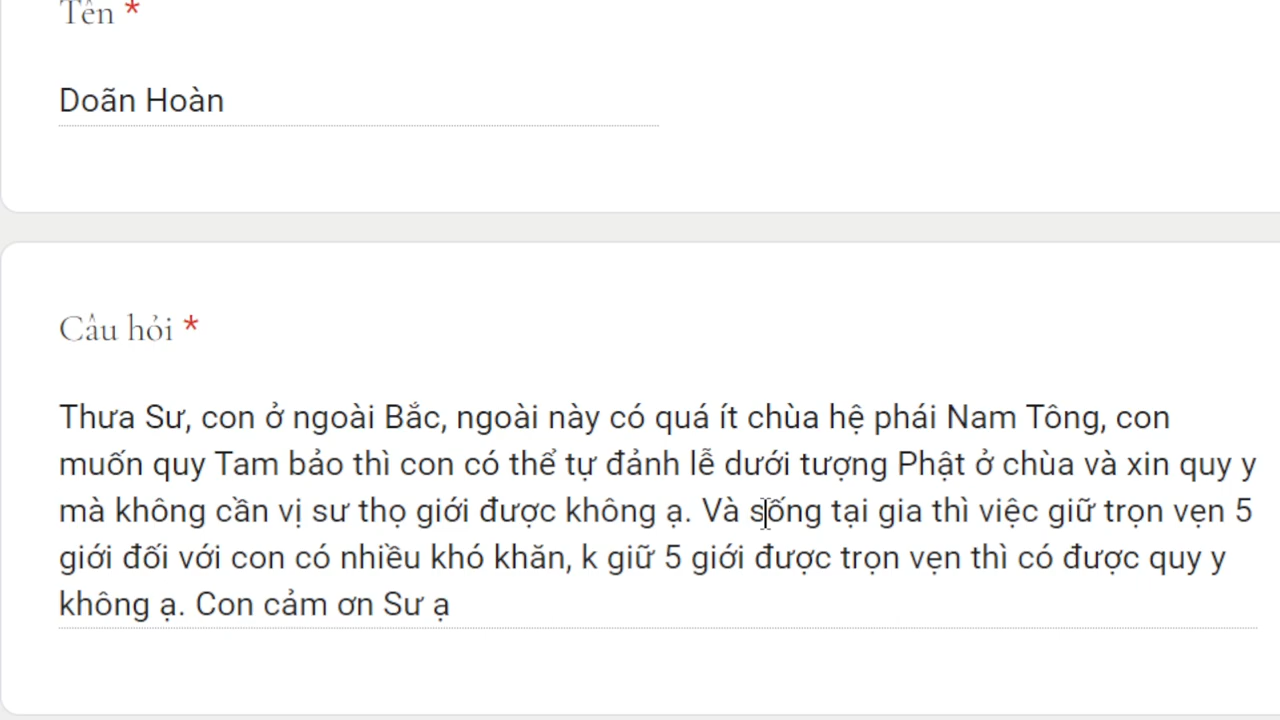 Tên *
Doãn Hoàn
Câu hỏi *
Thưa Sư, con ở ngoài Bắc, ngoài này có quá ít chùa hệ phái Nam Tông, con
muốn quy Tam bảo thì con có thể tự đảnh lễ dưới tượng Phật ở chùa và xin quy y
mà không cần vị sư thọ giới được không ạ. Và sống tại gia thì việc giữ trọn vẹn 5
giới đối với con có nhiều khó khăn, k giữ 5 giới được trọn vẹn thì có được quy y
không ạ. Con cảm ơn Sư ạ